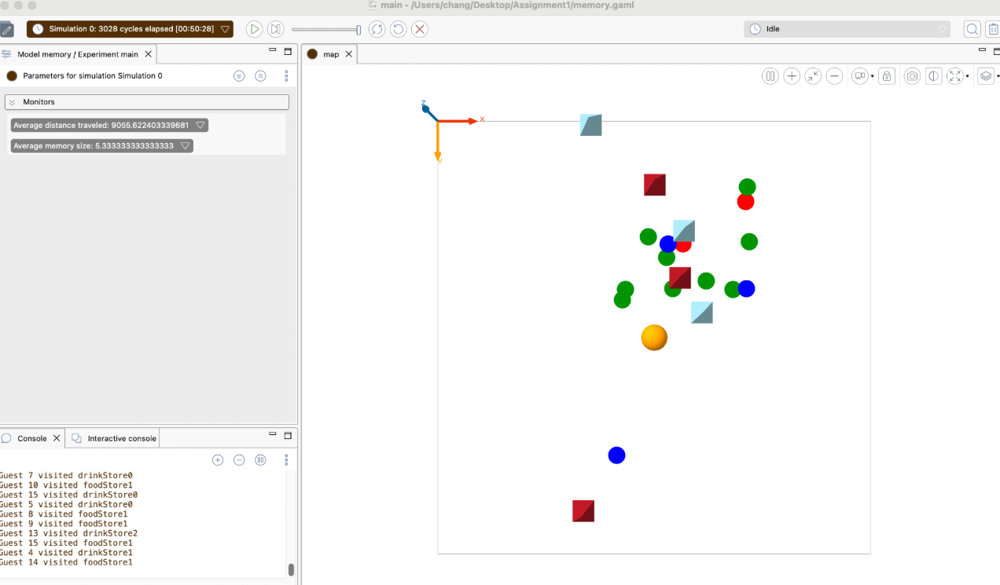 main - /Users/chang/Desktop/Assignment1/memory.gaml
Simulation 0: 3028 cycles elapsed [00:50:28]
Idle
Model memory / Experiment main
map
Parameters for simulation Simulation 0
Monitors
Average distance traveled: 9055.622403339681
Average memory size: 5.333333333333333
Z
X
Y
Console
Interactive console
Guest 7 visited drinkStore0
Guest 10 visited foodStore1
Guest 15 visited drinkStore0
Guest 5 visited drinkStore0
Guest 8 visited foodStore1
Guest 9 visited foodStore1
Guest 13 visited drinkStore2
Guest 15 visited foodStore1
Guest 4 visited drinkStore1
Guest 14 visited foodStore1